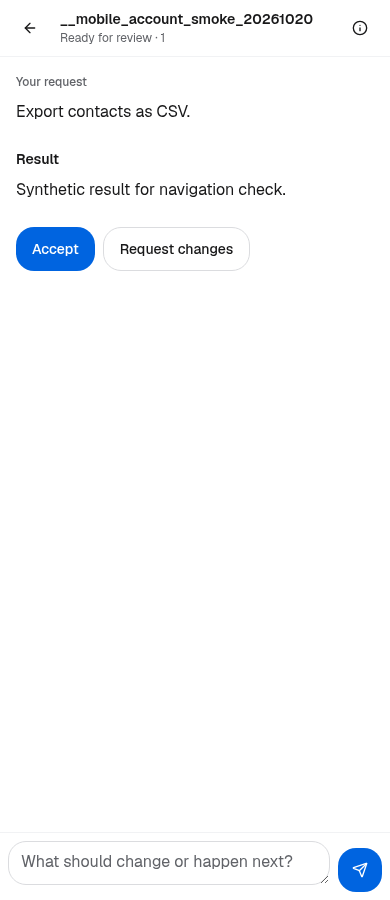 __mobile_account_smoke_20261020
Ready for review · 1
Your request
Export contacts as CSV.
Result
Synthetic result for navigation check.
Accept
Request changes
What should change or happen next?